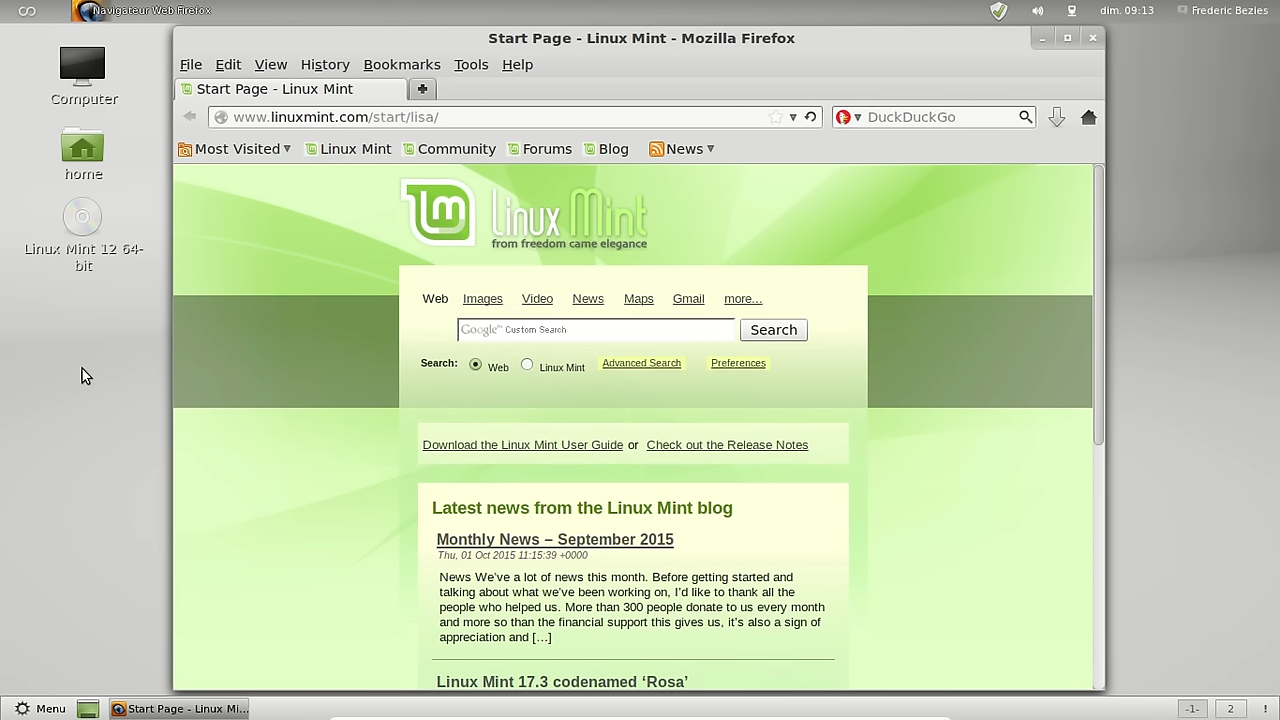 Navigateur Web Firefox
dim. 09:13
Frederic Bezies
Computer
home
Linux Mint 12 64-
bit
Start Page - Linux Mint - Mozilla Firefox
File Edit View History Bookmarks Tools Help
Start Page - Linux Mint
www.linuxmint.com/start/lisa/
DuckDuckGo
Most Visited Linux Mint Community Forums Blog News
Linux Mint
from freedom came elegance
Web Images Video News Maps Gmail more...
Google™ Custom Search
Search
Search: Web Linux Mint Advanced Search Preferences
Download the Linux Mint User Guide or Check out the Release Notes
Latest news from the Linux Mint blog
Monthly News – September 2015
Thu, 01 Oct 2015 11:15:39 +0000
News We’ve a lot of news this month. Before getting started and
talking about what we’ve been working on, I’d like to thank all the
people who helped us. More than 300 people donate to us every month
and more so than the financial support this gives us, it’s also a sign of
appreciation and […]
Linux Mint 17.3 codenamed ‘Rosa’
Menu
Start Page - Linux Mi...
-1-
2
!